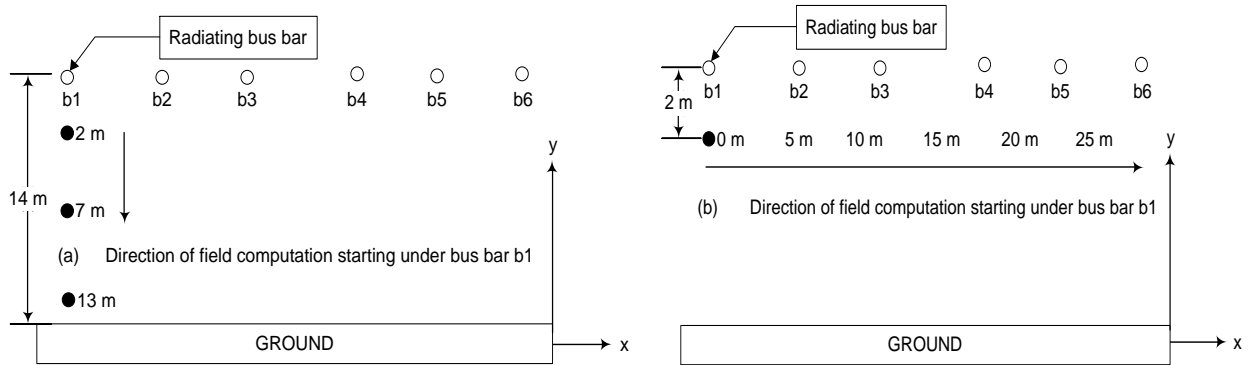 Radiating bus bar
b1 b2 b3 b4 b5 b6
2 m
14 m
7 m
y
(a) Direction of field computation starting under bus bar b1
13 m
GROUND
x
Radiating bus bar
b1 b2 b3 b4 b5 b6
2 m
0 m 5 m 10 m 15 m 20 m 25 m
y
(b) Direction of field computation starting under bus bar b1
GROUND
x